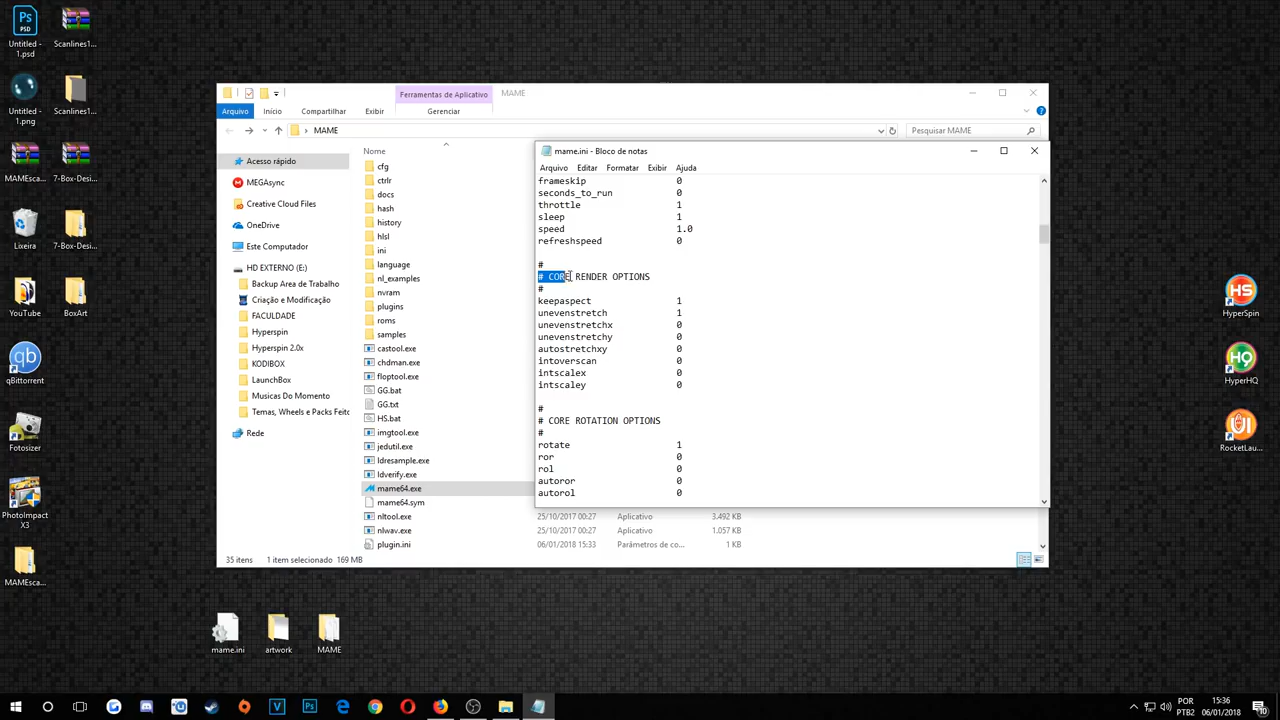 Untitled -
1.psd
Scanlines1...
Untitled -
1.png
Scanlines1...
MAMEsca...
7-Box-Desi...
Lixeira
7-Box-Desi...
YouTube
BoxArt
qBittorrent
Fotosizer
PhotoImpact
X3
MAMEsca...
Ferramentas de Aplicativo
MAME
Arquivo
Início
Compartilhar
Exibir
Gerenciar
MAME
Pesquisar MAME
Acesso rápido
MEGAsync
Creative Cloud Files
OneDrive
Este Computador
HD EXTERNO (E:)
Backup Area de Trabalho
Criação e Modificação
FACULDADE
Hyperspin
Hyperspin 2.0x
KODIBOX
LaunchBox
Musicas Do Momento
Temas, Wheels e Packs Feito
Rede
Nome
cfg
ctrlr
docs
hash
history
hlsl
ini
language
nl_examples
nvram
plugins
roms
samples
castool.exe
chdman.exe
floptool.exe
GG.bat
GG.txt
HS.bat
imgtool.exe
jedutil.exe
ldresample.exe
ldverify.exe
mame64.exe
mame64.sym
nltool.exe 25/10/2017 00:27 Aplicativo 3.492 KB
nlwav.exe 25/10/2017 00:27 Aplicativo 1.057 KB
plugin.ini 06/01/2018 15:33 Parâmetros de co... 1 KB
35 itens 1 item selecionado 169 MB
mame.ini - Bloco de notas
Arquivo Editar Formatar Exibir Ajuda
frameskip 0
seconds_to_run 0
throttle 1
sleep 1
speed 1.0
refreshspeed 0
#
# CORE RENDER OPTIONS
#
keepaspect 1
unevenstretch 1
unevenstretchx 0
unevenstretchy 0
autostretchxy 0
intoverscan 0
intscalex 0
intscaley 0
#
# CORE ROTATION OPTIONS
#
rotate 1
ror 0
rol 0
autoror 0
autorol 0
HyperSpin
HyperHQ
RocketLau...
mame.ini
artwork
MAME
POR
PTB2
15:36
06/01/2018
10